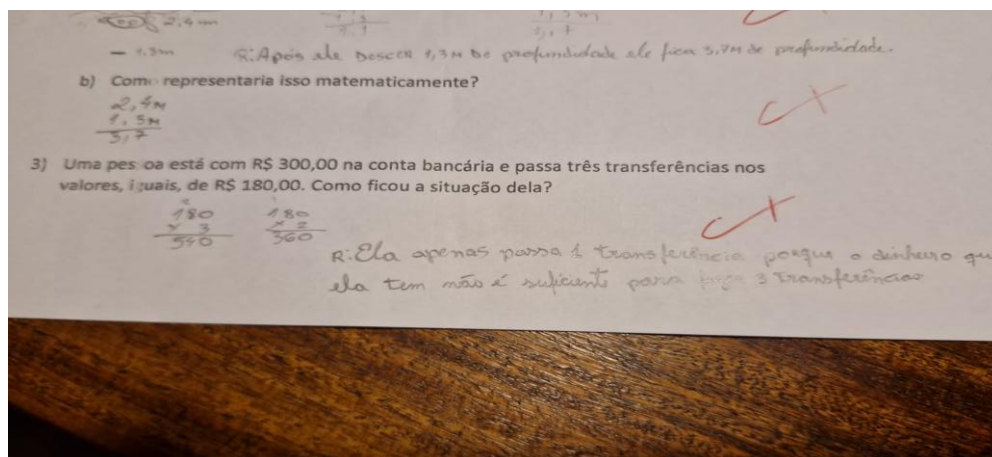 2,4m
- 1,3m R: Após ele Descer 1,3m de profundidade ele fica 3,7m de profundidade.
b) Como representaria isso matematicamente?
2,4M
1,3M
3,7
3) Uma pessoa está com R$ 300,00 na conta bancária e passa três transferências nos
valores, iguais, de R$ 180,00. Como ficou a situação dela?
180 180
x 3 x 2
540 360
R: Ela apenas passa 1 transferência porque o dinheiro qu
ela tem não é suficiente para 3 Transferências